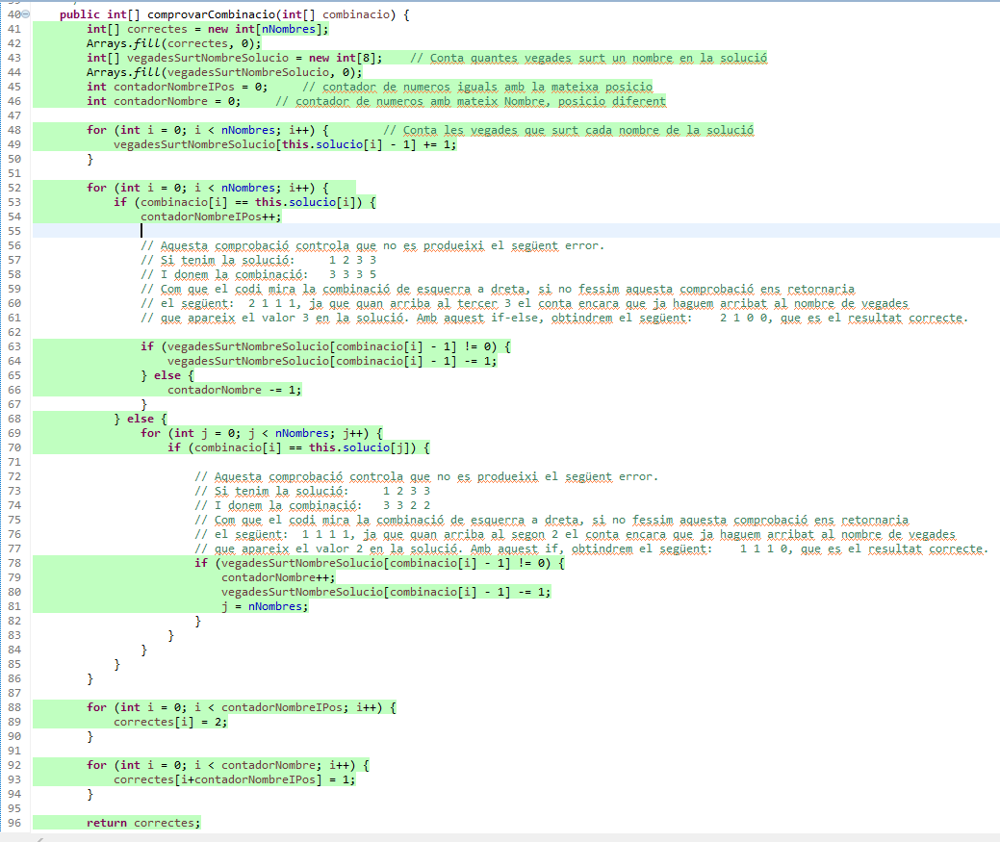 40 public int[] comprovarCombinacio(int[] combinacio) {
41 int[] correctes = new int[nNombres];
42 Arrays.fill(correctes, 0);
43 int[] vegadesSurtNombreSolucio = new int[8]; // Conta quantes vegades surt un nombre en la solució
44 Arrays.fill(vegadesSurtNombreSolucio, 0);
45 int contadorNombreIPos = 0; // contador de numeros iguals amb la mateixa posicio
46 int contadorNombre = 0; // contador de numeros amb mateix Nombre, posicio diferent
47
48 for (int i = 0; i < nNombres; i++) { // Conta les vegades que surt cada nombre de la solució
49 vegadesSurtNombreSolucio[this.solucio[i] - 1] += 1;
50 }
51
52 for (int i = 0; i < nNombres; i++) {
53 if (combinacio[i] == this.solucio[i]) {
54 contadorNombreIPos++;
55
56 // Aquesta comprobació controla que no es produeixi el següent error.
57 // Si tenim la solució: 1 2 3 3
58 // I donem la combinació: 3 3 3 5
59 // Com que el codi mira la combinació de esquerra a dreta, si no fessim aquesta comprobació ens retornaria
60 // el següent: 2 1 1 1, ja que quan arriba al tercer 3 el conta encara que ja haguem arribat al nombre de vegades
61 // que apareix el valor 3 en la solució. Amb aquest if-else, obtindrem el següent: 2 1 0 0, que es el resultat correcte.
62
63 if (vegadesSurtNombreSolucio[combinacio[i] - 1] != 0) {
64 vegadesSurtNombreSolucio[combinacio[i] - 1] -= 1;
65 } else {
66 contadorNombre -= 1;
67 }
68 } else {
69 for (int j = 0; j < nNombres; j++) {
70 if (combinacio[i] == this.solucio[j]) {
71
72 // Aquesta comprobació controla que no es produeixi el següent error.
73 // Si tenim la solució: 1 2 3 3
74 // I donem la combinació: 3 3 2 2
75 // Com que el codi mira la combinació de esquerra a dreta, si no fessim aquesta comprobació ens retornaria
76 // el següent: 1 1 1 1, ja que quan arriba al segon 2 el conta encara que ja haguem arribat al nombre de vegades
77 // que apareix el valor 2 en la solució. Amb aquest if, obtindrem el següent: 1 1 1 0, que es el resultat correcte.
78 if (vegadesSurtNombreSolucio[combinacio[i] - 1] != 0) {
79 contadorNombre++;
80 vegadesSurtNombreSolucio[combinacio[i] - 1] -= 1;
81 j = nNombres;
82 }
83 }
84 }
85 }
86 }
87
88 for (int i = 0; i < contadorNombreIPos; i++) {
89 correctes[i] = 2;
90 }
91
92 for (int i = 0; i < contadorNombre; i++) {
93 correctes[i+contadorNombreIPos] = 1;
94 }
95
96 return correctes;